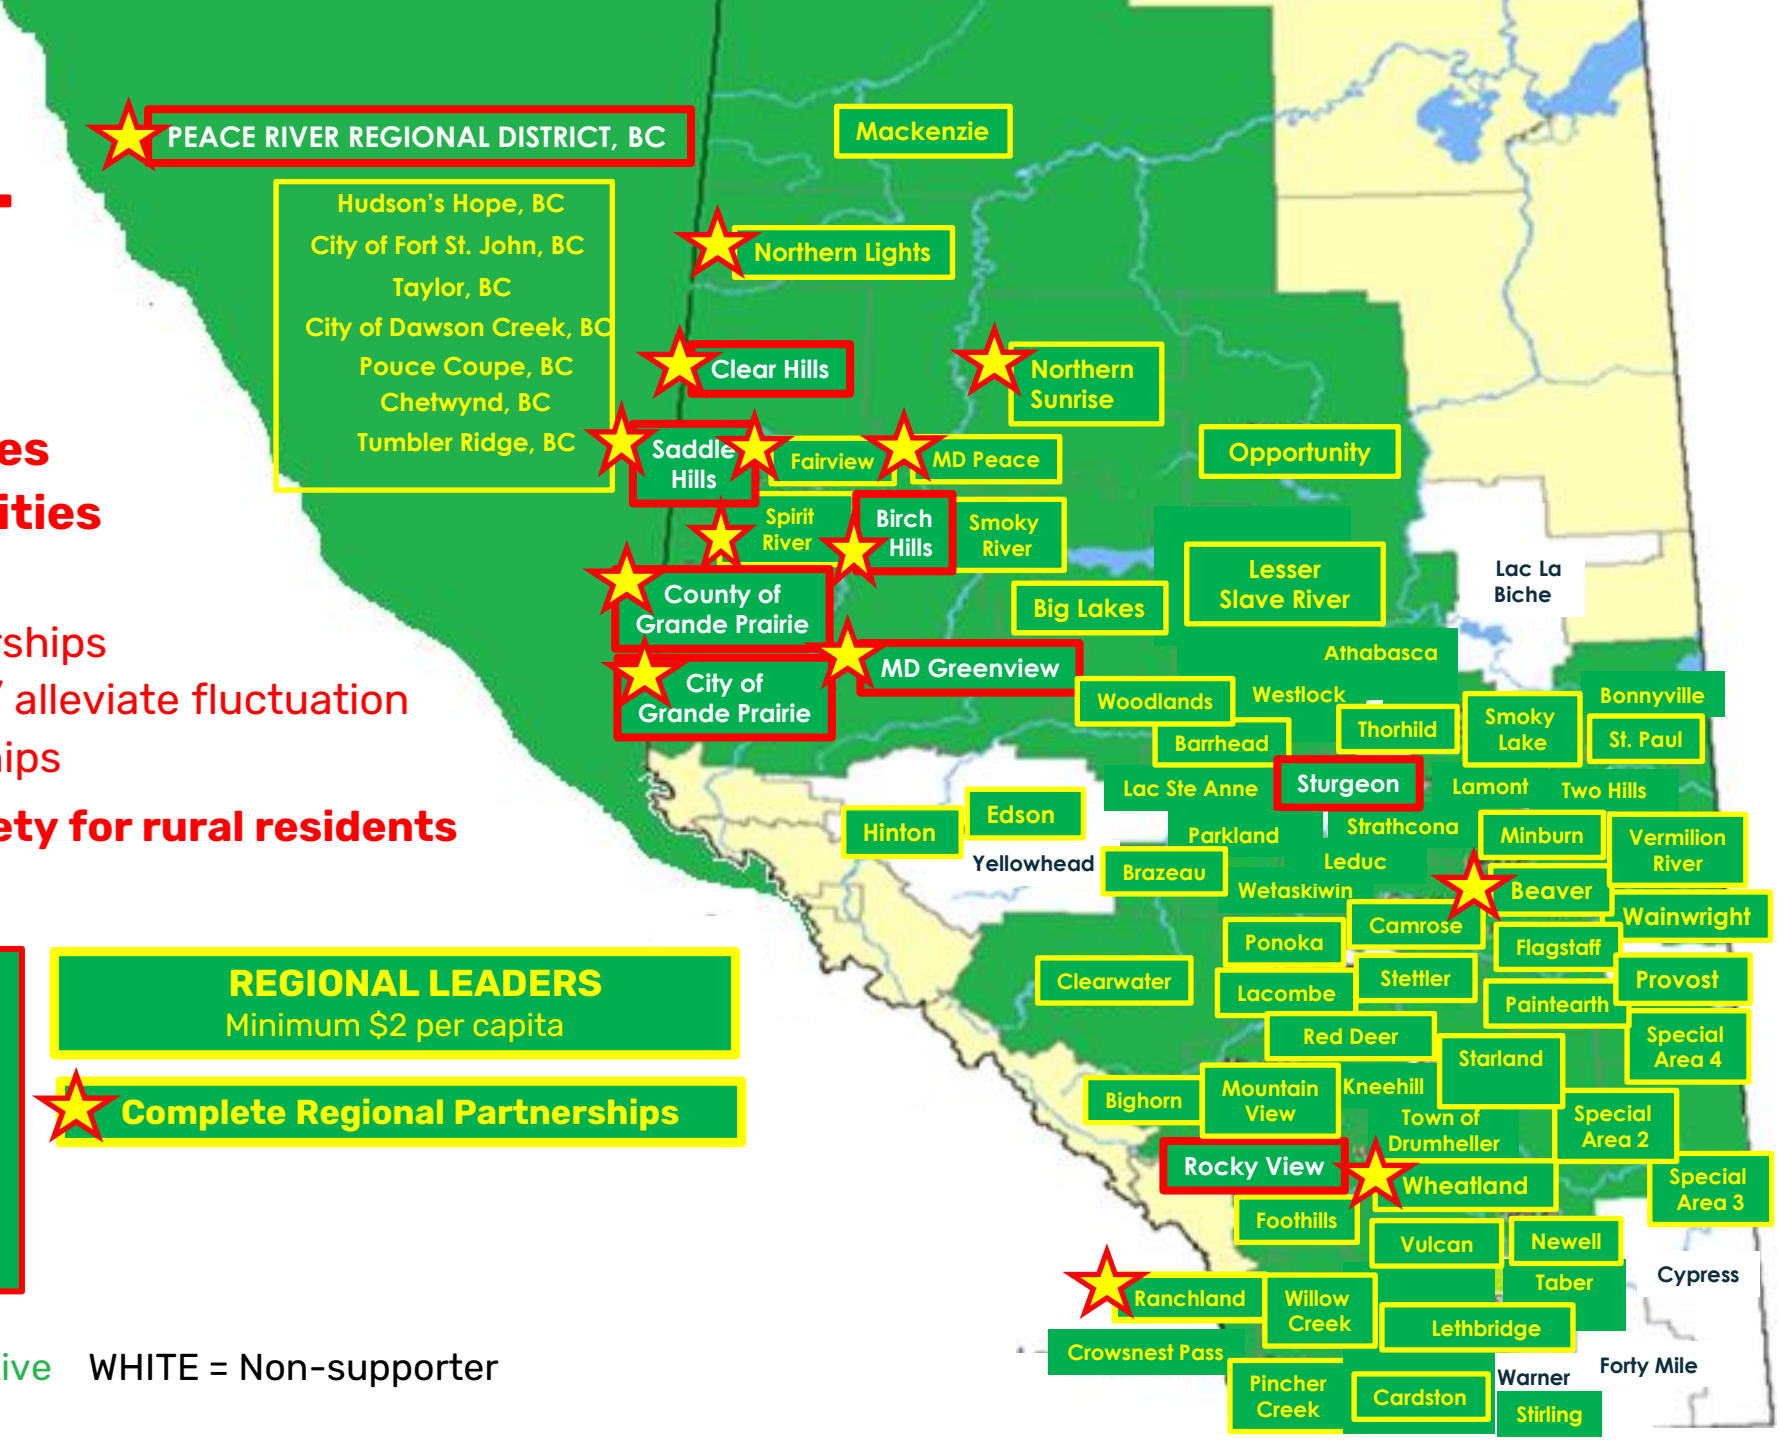 PEACE RIVER REGIONAL DISTRICT, BC
Mackenzie
Hudson's Hope, BC
City of Fort St. John, BC
Taylor, BC
City of Dawson Creek, BC
Pouce Coupe, BC
Chetwynd, BC
Tumbler Ridge, BC
Northern Lights
Clear Hills
Northern
Sunrise
Saddle
Hills
Fairview
MD Peace
Opportunity
Spirit
River
Birch
Hills
Smoky
River
County of
Grande Prairie
Big Lakes
Lesser
Slave River
Lac La
Biche
City of
Grande Prairie
MD Greenview
Athabasca
Woodlands
Westlock
Barrhead
Thorhild
Smoky
Lake
Bonnyville
St. Paul
Lac Ste Anne
Sturgeon
Lamont
Two Hills
Hinton
Edson
Yellowhead
Parkland
Strathcona
Minburn
Vermilion
River
Brazeau
Leduc
Wetaskiwin
Beaver
Wainwright
Camrose
Ponoka
Flagstaff
Clearwater
Lacombe
Stettler
Provost
Paintearth
Red Deer
Starland
Special
Area 4
Bighorn
Mountain
View
Kneehill
Town of
Drumheller
Special
Area 2
Rocky View
Wheatland
Special
Area 3
Foothills
Vulcan
Newell
Taber
Cypress
Ranchland
Willow
Creek
Lethbridge
Crowsnest Pass
Warner
Forty Mile
Pincher
Creek
Cardston
Stirling
es
ities
rships
/ alleviate fluctuation
nips
ety for rural residents
REGIONAL LEADERS
Minimum $2 per capita
Complete Regional Partnerships
ive WHITE = Non-supporter